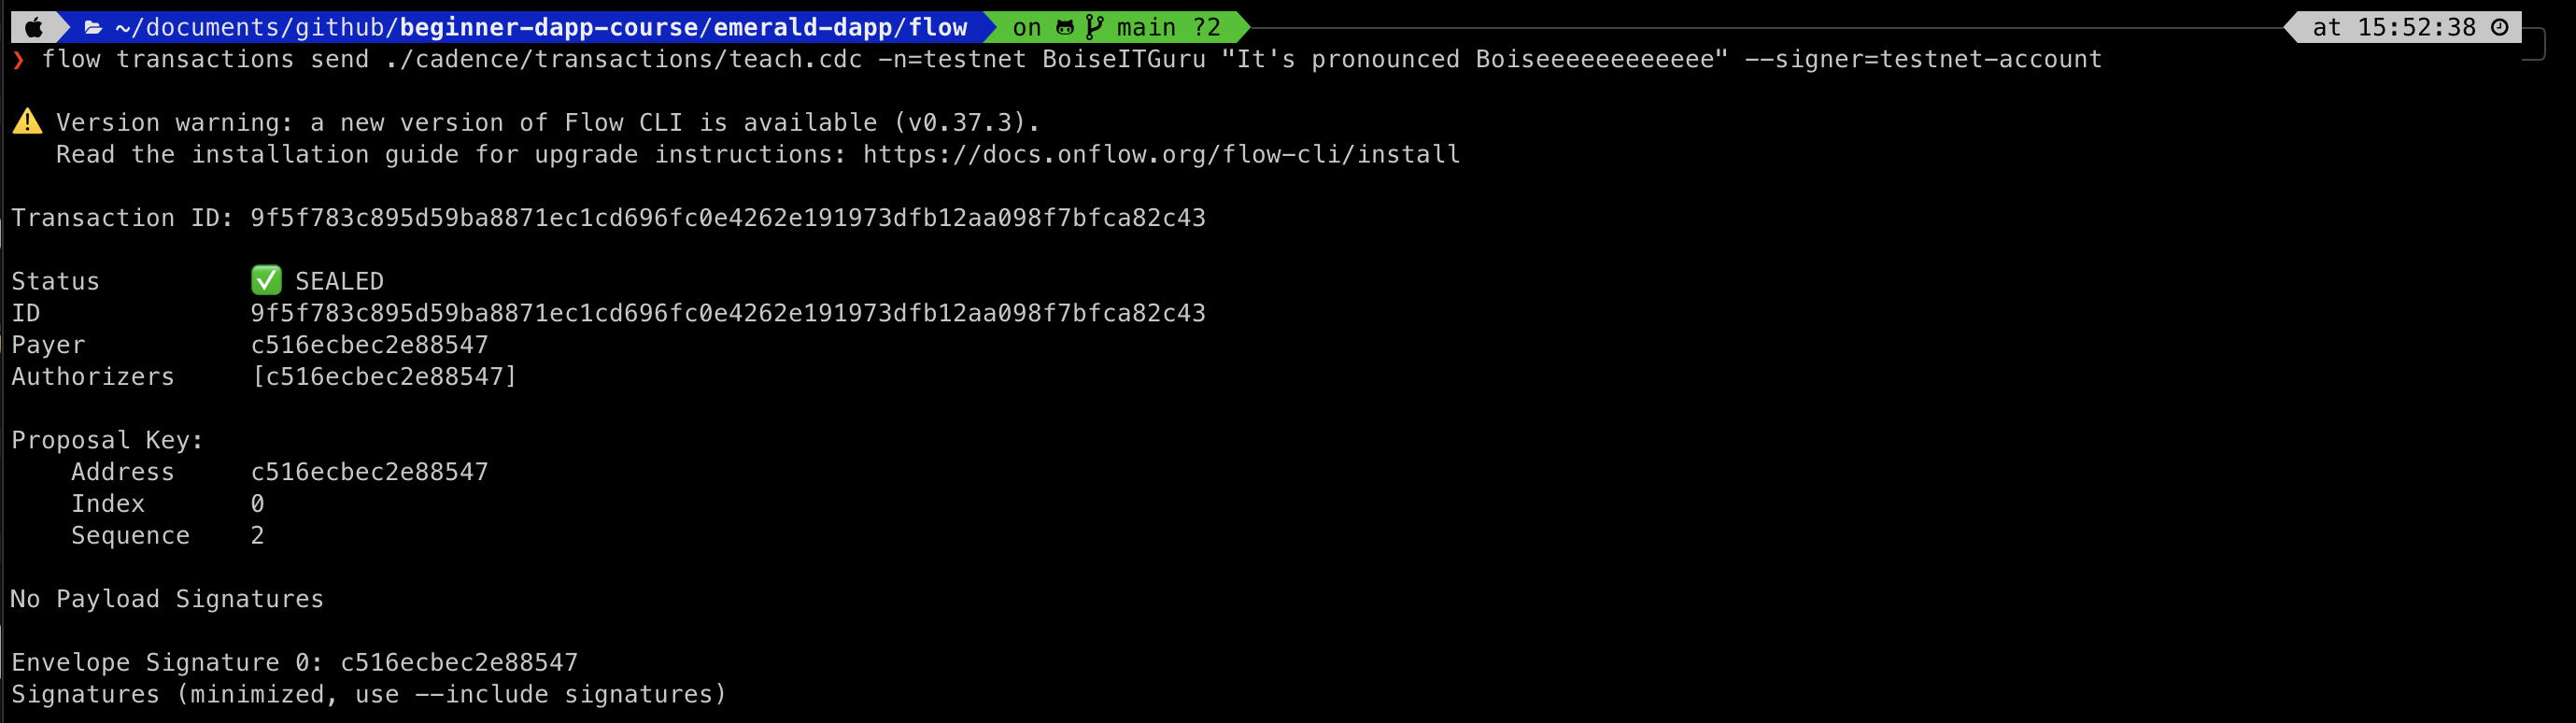 ~/documents/github/beginner-dapp-course/emerald-dapp/flow on main ?2 at 15:52:38
❯ flow transactions send ./cadence/transactions/teach.cdc -n=testnet BoiseITGuru "It's pronounced Boiseeeeeeeeeeee" --signer=testnet-account
⚠️ Version warning: a new version of Flow CLI is available (v0.37.3).
Read the installation guide for upgrade instructions: https://docs.onflow.org/flow-cli/install
Transaction ID: 9f5f783c895d59ba8871ec1cd696fc0e4262e191973dfb12aa098f7bfca82c43
Status ✅ SEALED
ID 9f5f783c895d59ba8871ec1cd696fc0e4262e191973dfb12aa098f7bfca82c43
Payer c516ecbec2e88547
Authorizers [c516ecbec2e88547]
Proposal Key:
Address c516ecbec2e88547
Index 0
Sequence 2
No Payload Signatures
Envelope Signature 0: c516ecbec2e88547
Signatures (minimized, use --include signatures)